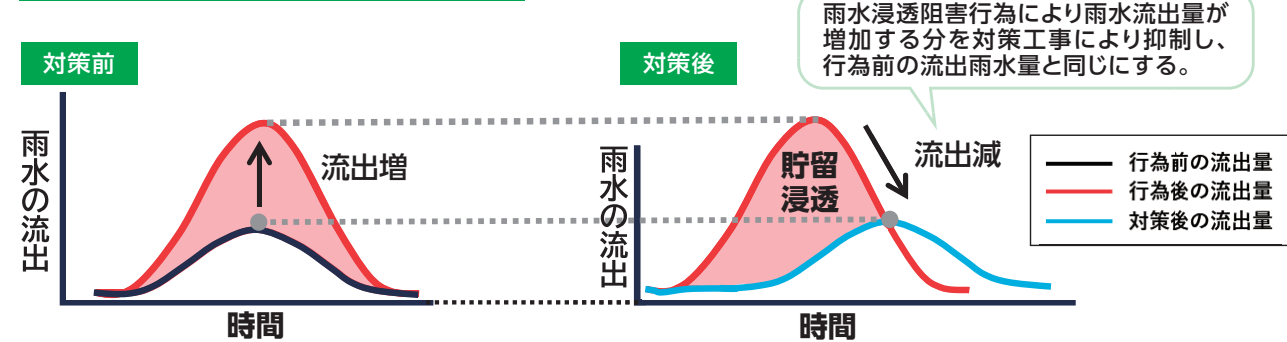 雨水浸透阻害行為により雨水流出量が
増加する分を対策工事により抑制し、
行為前の流出雨水量と同じにする。
対策前
雨水の流出
流出増
時間
対策後
雨水の流出
貯留
浸透
流出減
時間
行為前の流出量
行為後の流出量
対策後の流出量